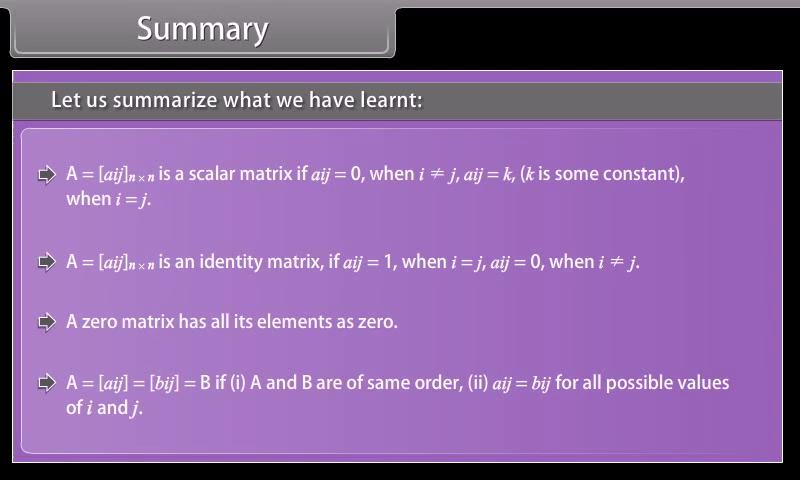 Summary
Let us summarize what we have learnt:
A = [aij]n × n is a scalar matrix if aij = 0, when i ≠ j, aij = k, (k is some constant),
when i = j.
A = [aij]n × n is an identity matrix, if aij = 1, when i = j, aij = 0, when i ≠ j.
A zero matrix has all its elements as zero.
A = [aij] = [bij] = B if (i) A and B are of same order, (ii) aij = bij for all possible values
of i and j.